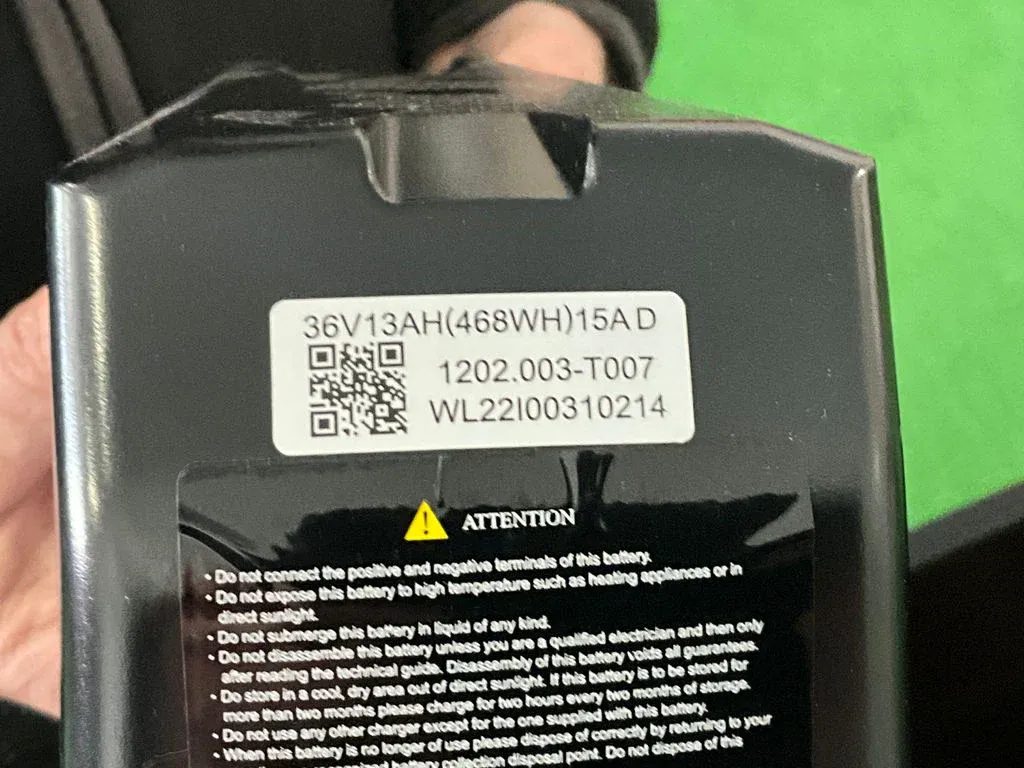 36V13AH(468WH)15A D
1202.003-T007
WL22I00310214
ATTENTION
• Do not connect the positive and negative terminals of this battery.
• Do not expose this battery to high temperature such as heating appliances or in
direct sunlight.
• Do not submerge this battery in liquid of any kind.
• Do not disassemble this battery unless you are a qualified electrician and then only
after reading the technical guide. Disassembly of this battery voids all guarantees.
• Do store in a cool, dry area out of direct sunlight. If this battery is to be stored for
more than two months please charge for two hours every two months of storage.
• Do not use any other charger except for the one supplied with this battery.
• When this battery is no longer of use please dispose of correctly by returning to your
battery collection disposal point. Do not dispose of this